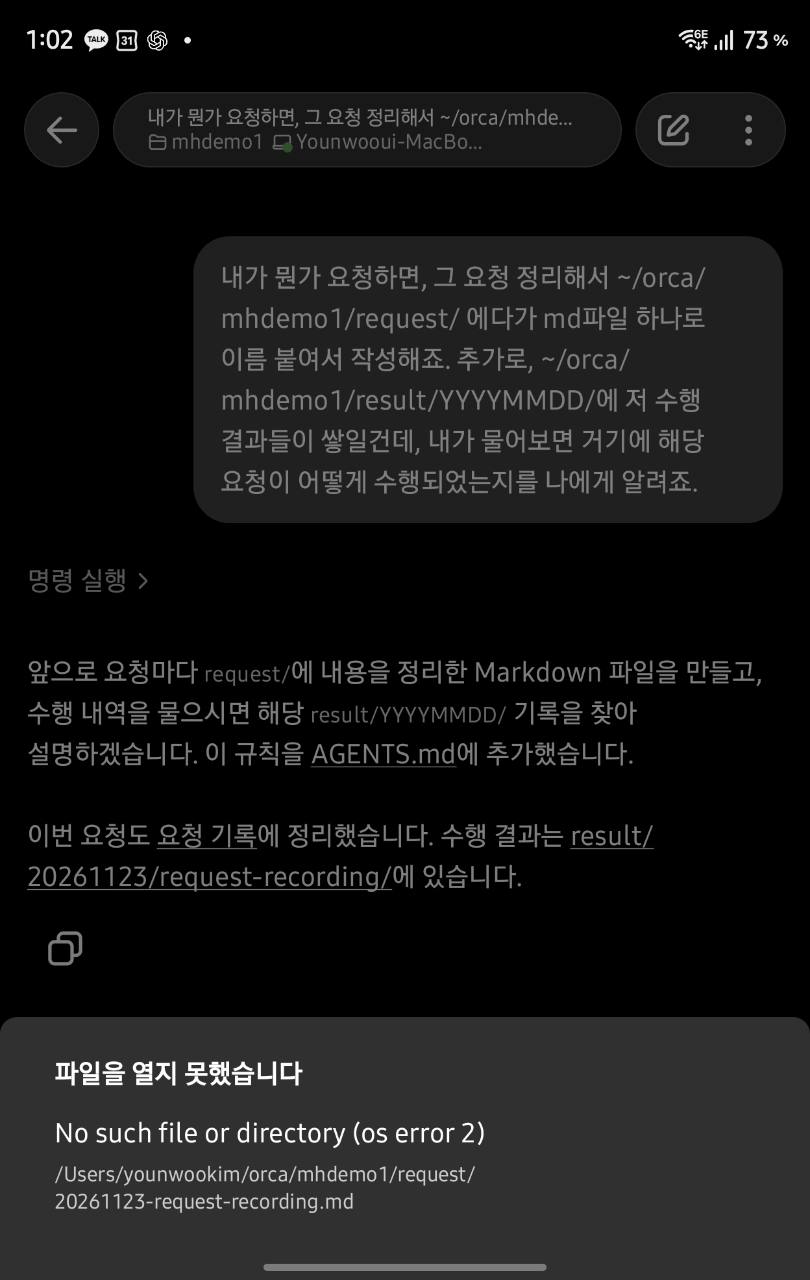 1:02 TALK 31 6E 73 %
내가 뭔가 요청하면, 그 요청 정리해서 ~/orca/mhde...
mhdemo1 Younwooui-MacBo...
내가 뭔가 요청하면, 그 요청 정리해서 ~/orca/
mhdemo1/request/ 에다가 md파일 하나로
이름 붙여서 작성해죠. 추가로, ~/orca/
mhdemo1/result/YYYYMMDD/에 저 수행
결과들이 쌓일건데, 내가 물어보면 거기에 해당
요청이 어떻게 수행되었는지를 나에게 알려죠.
명령 실행 >
앞으로 요청마다 request/에 내용을 정리한 Markdown 파일을 만들고,
수행 내역을 물으시면 해당 result/YYYYMMDD/ 기록을 찾아
설명하겠습니다. 이 규칙을 AGENTS.md에 추가했습니다.
이번 요청도 요청 기록에 정리했습니다. 수행 결과는 result/
20261123/request-recording/에 있습니다.
파일을 열지 못했습니다
No such file or directory (os error 2)
/Users/younwookim/orca/mhdemo1/request/
20261123-request-recording.md